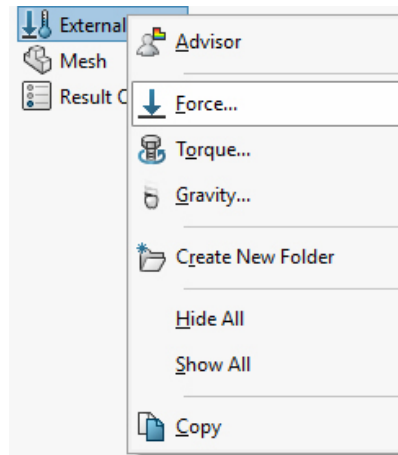 External
Mesh
Result
Advisor
Force...
Torque...
Gravity...
Create New Folder
Hide All
Show All
Copy